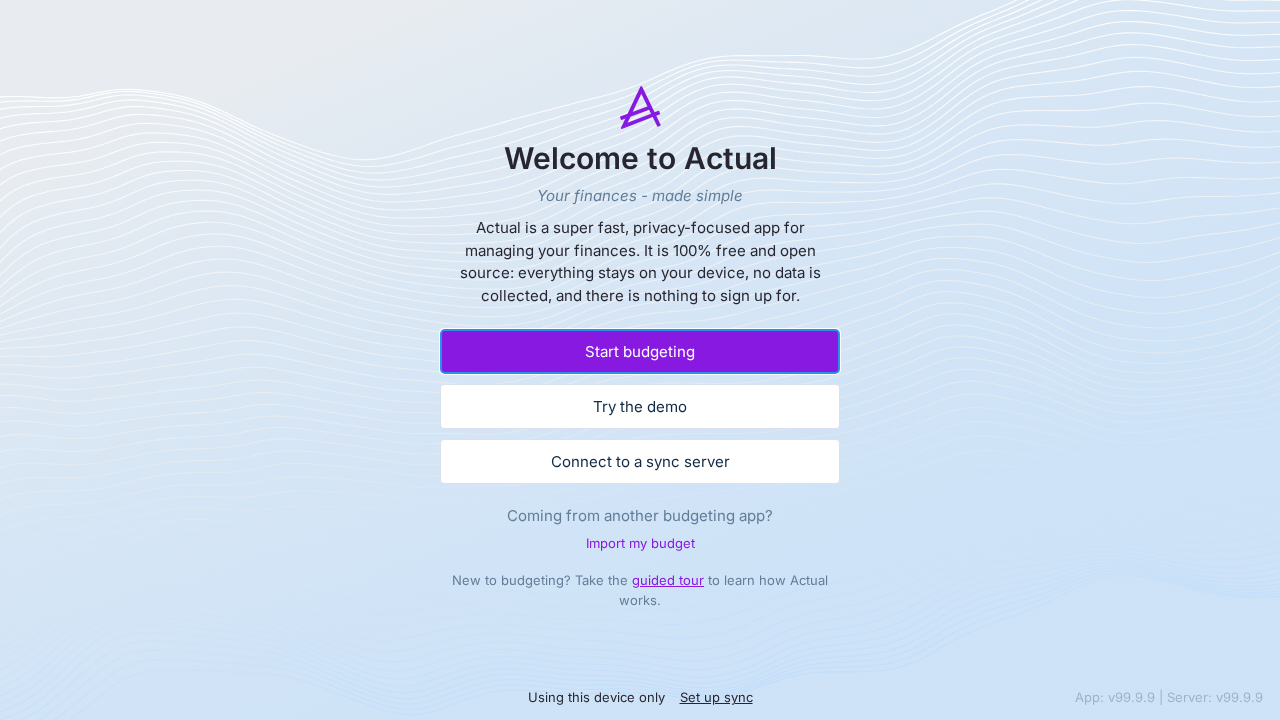 Welcome to Actual
Your finances - made simple
Actual is a super fast, privacy-focused app for
managing your finances. It is 100% free and open
source: everything stays on your device, no data is
collected, and there is nothing to sign up for.
Start budgeting
Try the demo
Connect to a sync server
Coming from another budgeting app?
Import my budget
New to budgeting? Take the guided tour to learn how Actual
works.
Using this device only Set up sync
App: v99.9.9 | Server: v99.9.9